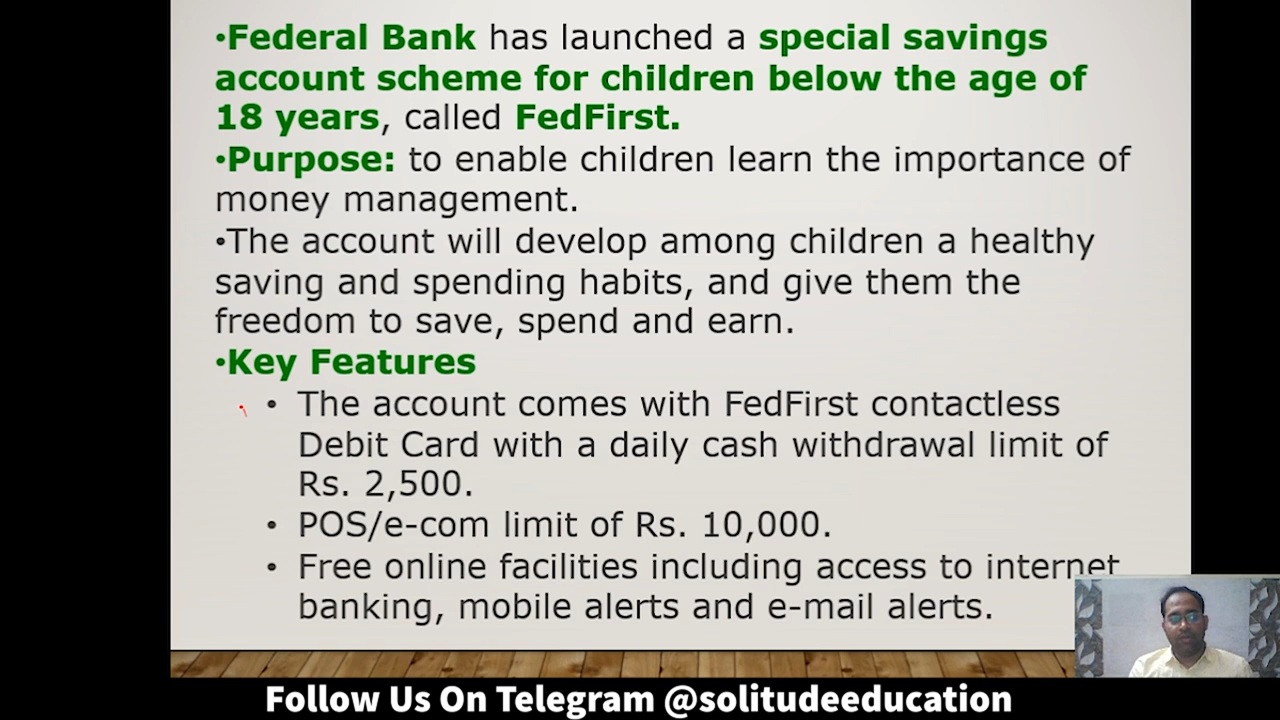 •Federal Bank has launched a special savings
account scheme for children below the age of
18 years, called FedFirst.
•Purpose: to enable children learn the importance of
money management.
•The account will develop among children a healthy
saving and spending habits, and give them the
freedom to save, spend and earn.
•Key Features
• The account comes with FedFirst contactless
Debit Card with a daily cash withdrawal limit of
Rs. 2,500.
• POS/e-com limit of Rs. 10,000.
• Free online facilities including access to internet
banking, mobile alerts and e-mail alerts.
Follow Us On Telegram @solitudeeducation